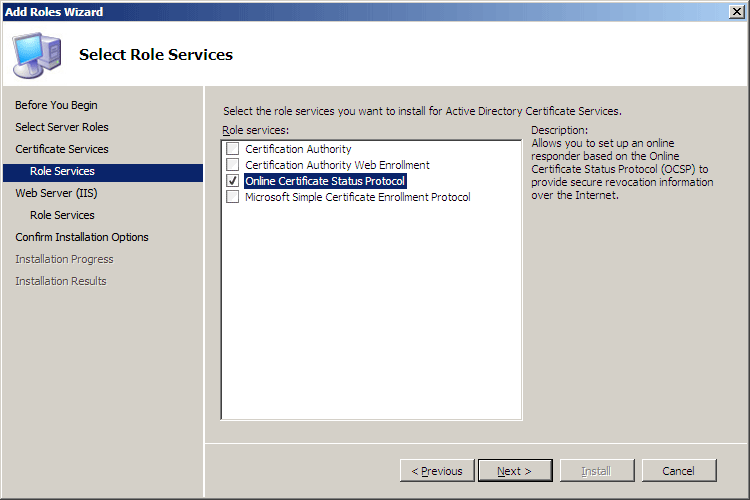 Add Roles Wizard
Select Role Services
Before You Begin
Select Server Roles
Certificate Services
Role Services
Web Server (IIS)
Role Services
Confirm Installation Options
Installation Progress
Installation Results
Select the role services you want to install for Active Directory Certificate Services.
Role services:
Certification Authority
Certification Authority Web Enrollment
Online Certificate Status Protocol
Microsoft Simple Certificate Enrollment Protocol
Description:
Allows you to set up an online
responder based on the Online
Certificate Status Protocol (OCSP) to
provide secure revocation information
over the Internet.
< Previous
Next >
Install
Cancel